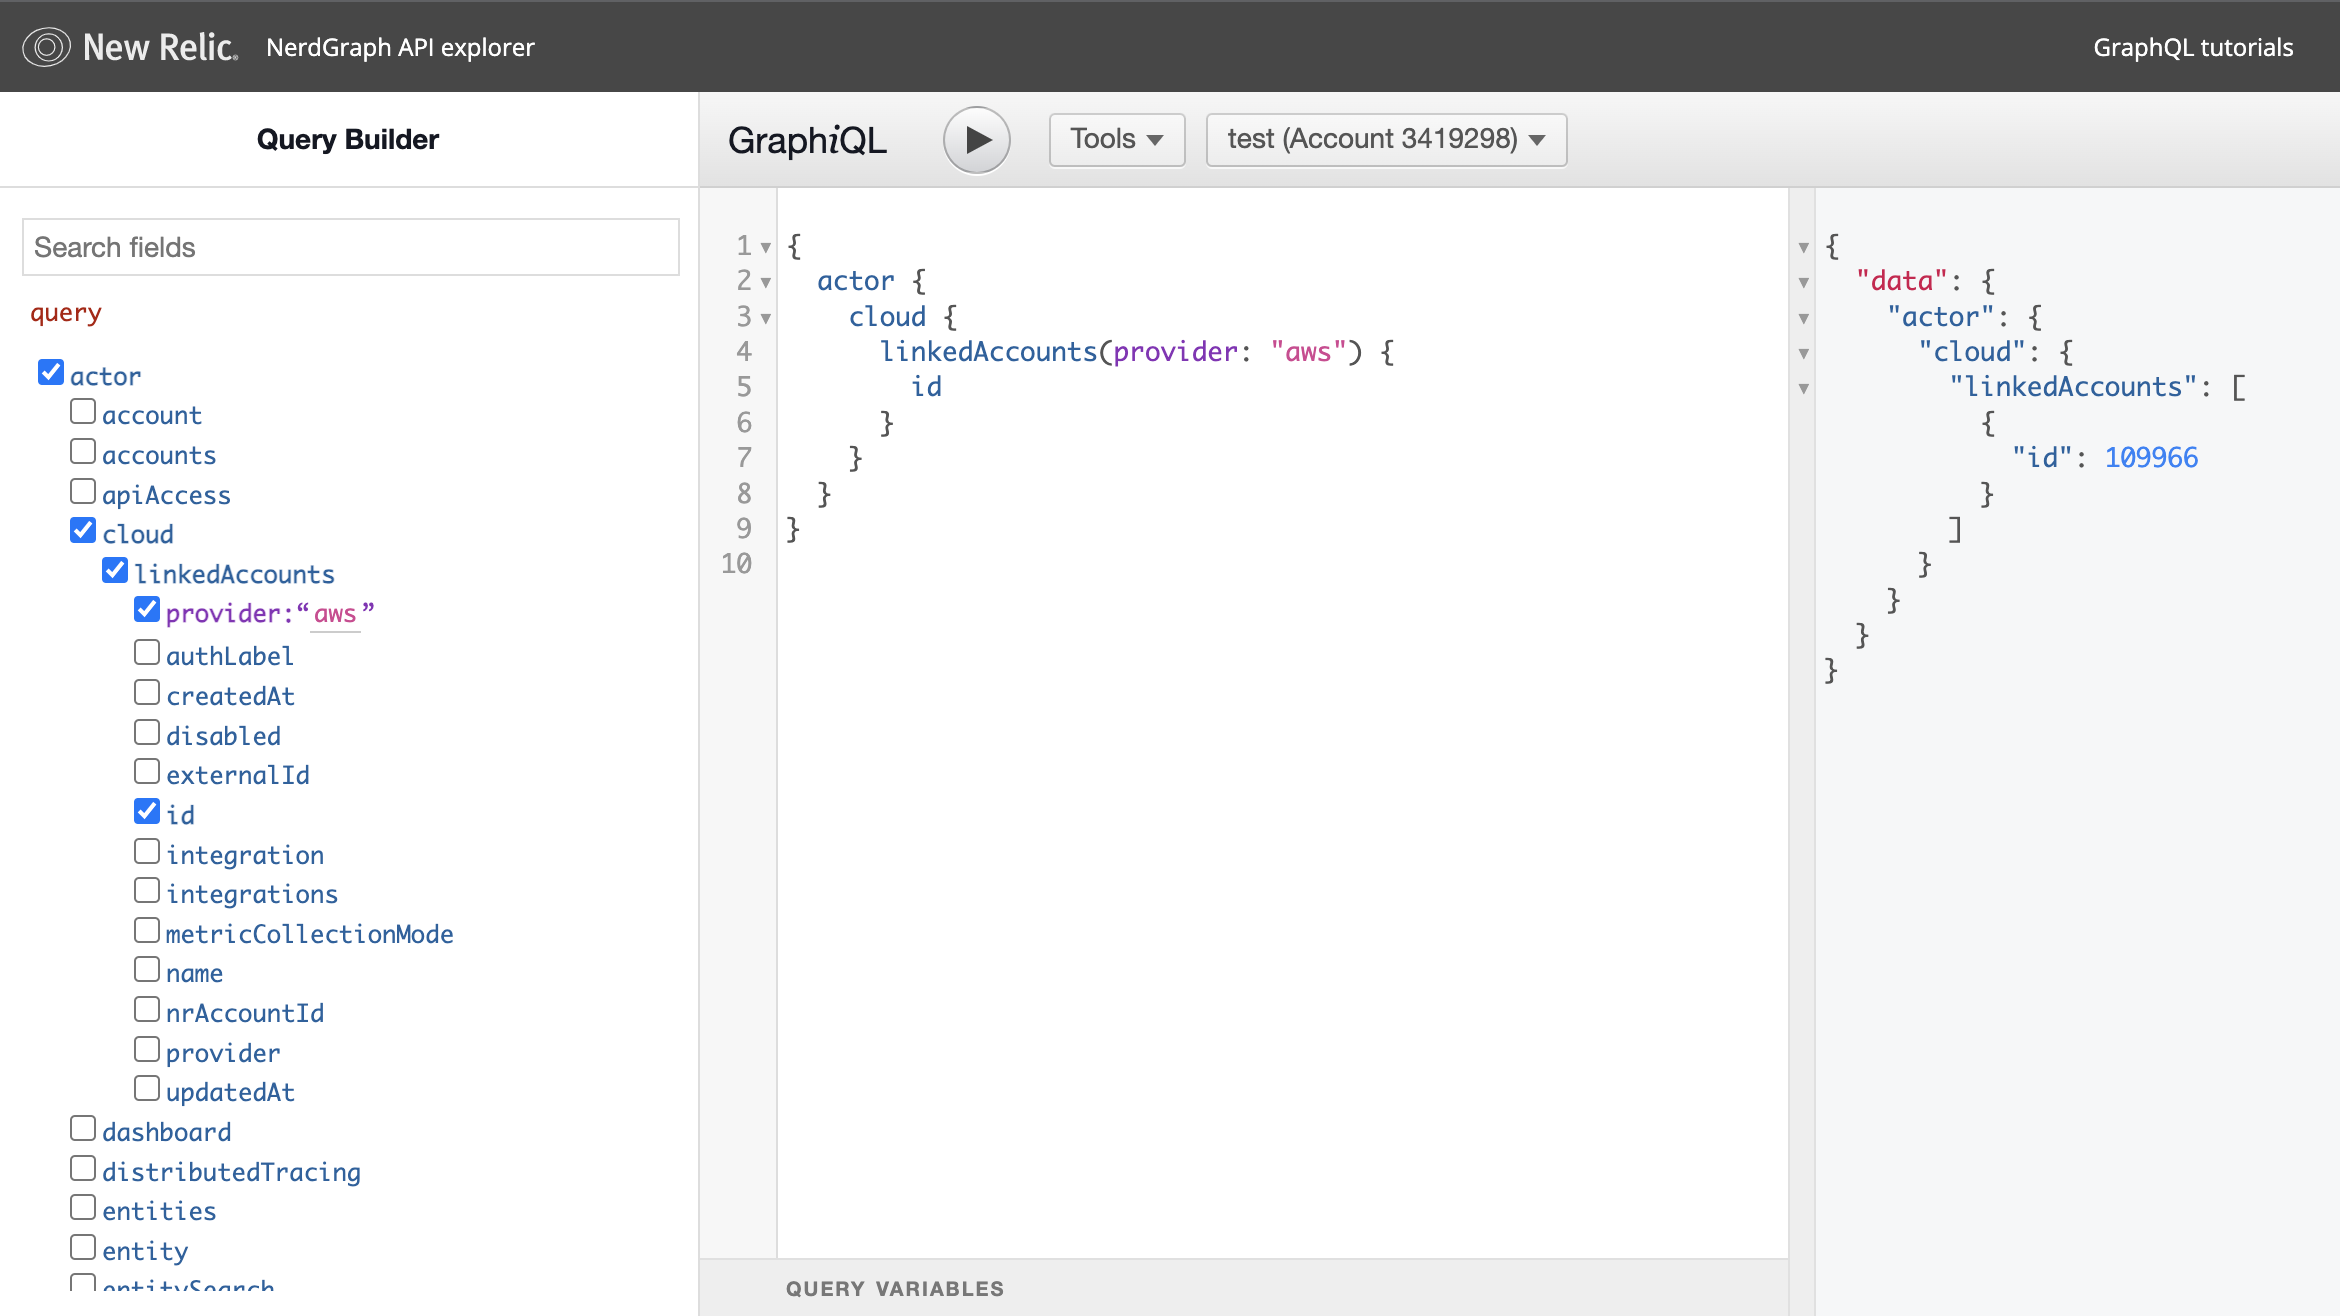 New Relic. NerdGraph API explorer GraphQL tutorials
Query Builder
Search fields
query
actor
account
accounts
apiAccess
cloud
linkedAccounts
provider:“aws”
authLabel
createdAt
disabled
externalId
id
integration
integrations
metricCollectionMode
name
nrAccountId
provider
updatedAt
dashboard
distributedTracing
entities
entity
entitySearch
GraphiQL Tools test (Account 3419298)
1 {
2 actor {
3 cloud {
4 linkedAccounts(provider: "aws") {
5 id
6 }
7 }
8 }
9 }
10
QUERY VARIABLES
{
"data": {
"actor": {
"cloud": {
"linkedAccounts": [
{
"id": 109966
}
]
}
}
}
}